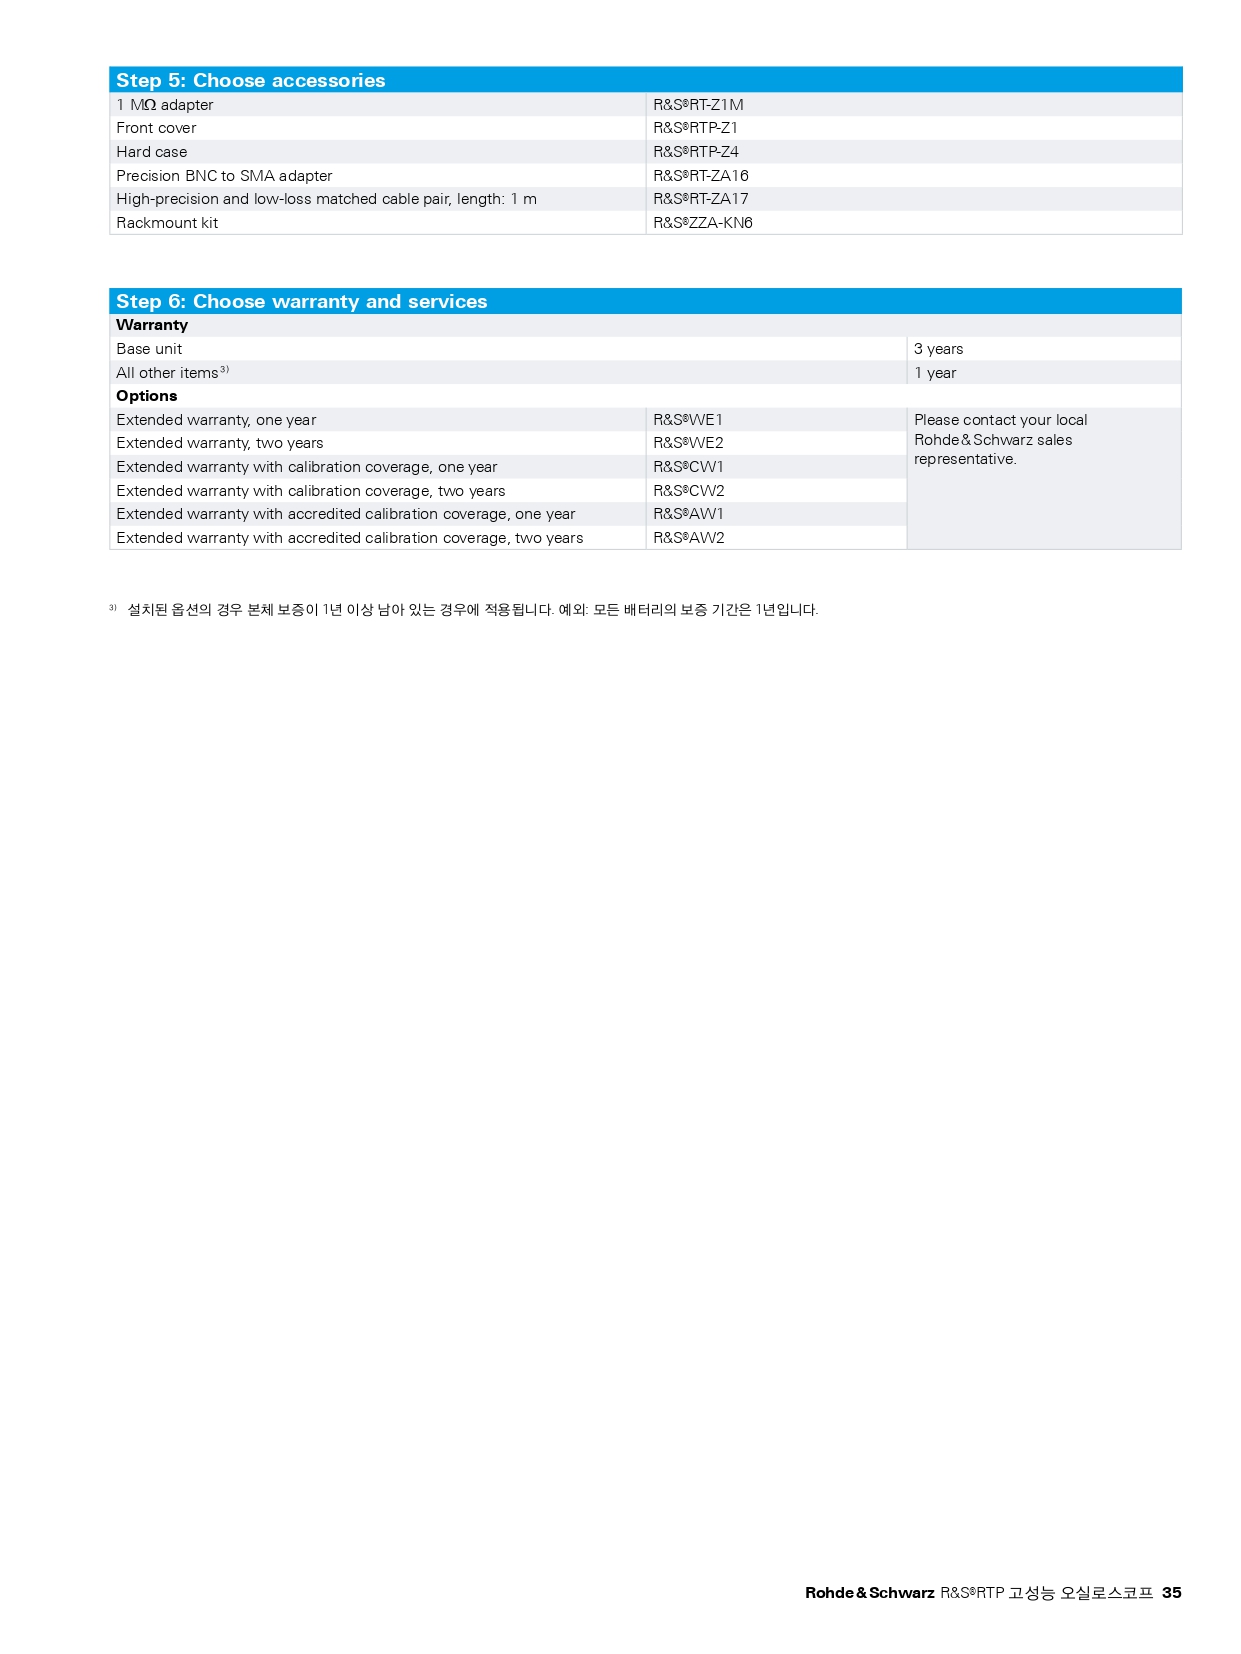 Step 5: Choose accessories
1 MΩ adapter R&S®RT-Z1M
Front cover R&S®RTP-Z1
Hard case R&S®RTP-Z4
Precision BNC to SMA adapter R&S®RT-ZA16
High-precision and low-loss matched cable pair, length: 1 m R&S®RT-ZA17
Rackmount kit R&S®ZZA-KN6
Step 6: Choose warranty and services
Warranty
Base unit 3 years
All other items 3) 1 year
Options
Extended warranty, one year R&S®WE1 Please contact your local
Rohde & Schwarz sales
representative.
Extended warranty, two years R&S®WE2
Extended warranty with calibration coverage, one year R&S®CW1
Extended warranty with calibration coverage, two years R&S®CW2
Extended warranty with accredited calibration coverage, one year R&S®AW1
Extended warranty with accredited calibration coverage, two years R&S®AW2
3) 설치된 옵션의 경우 본체 보증이 1년 이상 남아 있는 경우에 적용됩니다. 예외: 모든 배터리의 보증 기간은 1년입니다.
Rohde & Schwarz R&S®RTP 고성능 오실로스코프 35